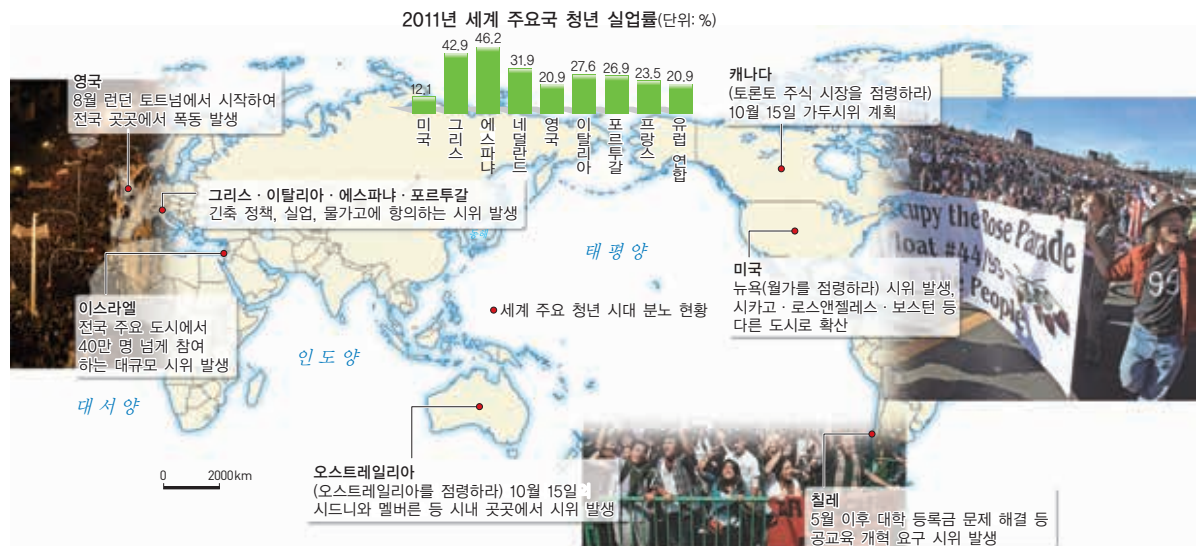 2011년 세계 주요국 청년 실업률(단위: %)
12.1
42.9
46.2
31.9
20.9
27.6
26.9
23.5
20.9
미국
그리스
에스파냐
네덜란드
영국
이탈리아
포르투갈
프랑스
유럽 연합
영국
8월 런던 토트넘에서 시작하여
전국 곳곳에서 폭동 발생
그리스·이탈리아·에스파냐·포르투갈
긴축 정책, 실업, 물가고에 항의하는 시위 발생
이스라엘
전국 주요 도시에서
40만 명 넘게 참여
하는 대규모 시위 발생
캐나다
(토론토 주식 시장을 점령하라)
10월 15일 가두시위 계획
미국
뉴욕(월가를 점령하라) 시위 발생,
시카고·로스앤젤레스·보스턴 등
다른 도시로 확산
cupy the Rose Parade
loat #44/99
The People
99
동해
태평양
세계 주요 청년 시대 분노 현황
인도양
대서양
0 2000km
오스트레일리아
(오스트레일리아를 점령하라) 10월 15일
시드니와 멜버른 등 시내 곳곳에서 시위 발생
칠레
5월 이후 대학 등록금 문제 해결 등
공교육 개혁 요구 시위 발생